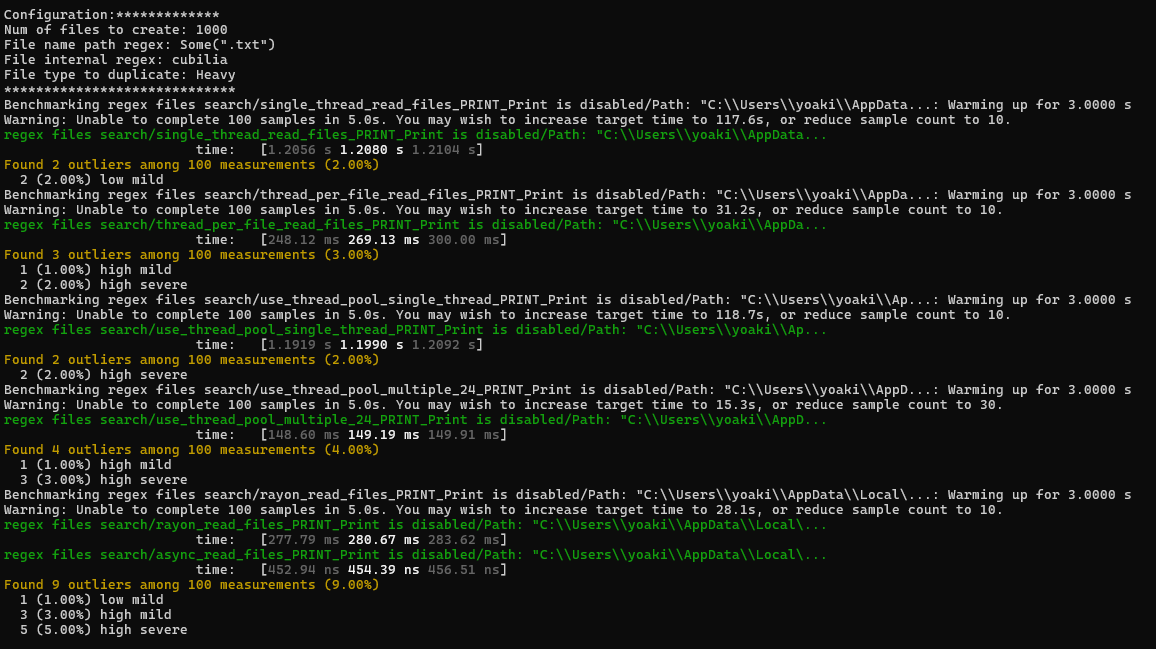 Configuration:*************
Num of files to create: 1000
File name path regex: Some(".txt")
File internal regex: cubilia
File type to duplicate: Heavy
*****************************
Benchmarking regex files search/single_thread_read_files_PRINT_Print is disabled/Path: "C:\\Users\\yoaki\\AppData...: Warming up for 3.0000 s
Warning: Unable to complete 100 samples in 5.0s. You may wish to increase target time to 117.6s, or reduce sample count to 10.
regex files search/single_thread_read_files_PRINT_Print is disabled/Path: "C:\\Users\\yoaki\\AppData...
time:   [1.2056 s 1.2080 s 1.2104 s]
Found 2 outliers among 100 measurements (2.00%)
2 (2.00%) low mild
Benchmarking regex files search/thread_per_file_read_files_PRINT_Print is disabled/Path: "C:\\Users\\yoaki\\AppDa...: Warming up for 3.0000 s
Warning: Unable to complete 100 samples in 5.0s. You may wish to increase target time to 31.2s, or reduce sample count to 10.
regex files search/thread_per_file_read_files_PRINT_Print is disabled/Path: "C:\\Users\\yoaki\\AppDa...
time:   [248.12 ms 269.13 ms 300.00 ms]
Found 3 outliers among 100 measurements (3.00%)
1 (1.00%) high mild
2 (2.00%) high severe
Benchmarking regex files search/use_thread_pool_single_thread_PRINT_Print is disabled/Path: "C:\\Users\\yoaki\\Ap...: Warming up for 3.0000 s
Warning: Unable to complete 100 samples in 5.0s. You may wish to increase target time to 118.7s, or reduce sample count to 10.
regex files search/use_thread_pool_single_thread_PRINT_Print is disabled/Path: "C:\\Users\\yoaki\\Ap...
time:   [1.1919 s 1.1990 s 1.2092 s]
Found 2 outliers among 100 measurements (2.00%)
2 (2.00%) high severe
Benchmarking regex files search/use_thread_pool_multiple_24_PRINT_Print is disabled/Path: "C:\\Users\\yoaki\\AppD...: Warming up for 3.0000 s
Warning: Unable to complete 100 samples in 5.0s. You may wish to increase target time to 15.3s, or reduce sample count to 30.
regex files search/use_thread_pool_multiple_24_PRINT_Print is disabled/Path: "C:\\Users\\yoaki\\AppD...
time:   [148.60 ms 149.19 ms 149.91 ms]
Found 4 outliers among 100 measurements (4.00%)
1 (1.00%) high mild
3 (3.00%) high severe
Benchmarking regex files search/rayon_read_files_PRINT_Print is disabled/Path: "C:\\Users\\yoaki\\AppData\\Local\...: Warming up for 3.0000 s
Warning: Unable to complete 100 samples in 5.0s. You may wish to increase target time to 28.1s, or reduce sample count to 10.
regex files search/rayon_read_files_PRINT_Print is disabled/Path: "C:\\Users\\yoaki\\AppData\\Local\...
time:   [277.79 ms 280.67 ms 283.62 ms]
regex files search/async_read_files_PRINT_Print is disabled/Path: "C:\\Users\\yoaki\\AppData\\Local\...
time:   [452.94 ns 454.39 ns 456.51 ns]
Found 9 outliers among 100 measurements (9.00%)
1 (1.00%) low mild
3 (3.00%) high mild
5 (5.00%) high severe